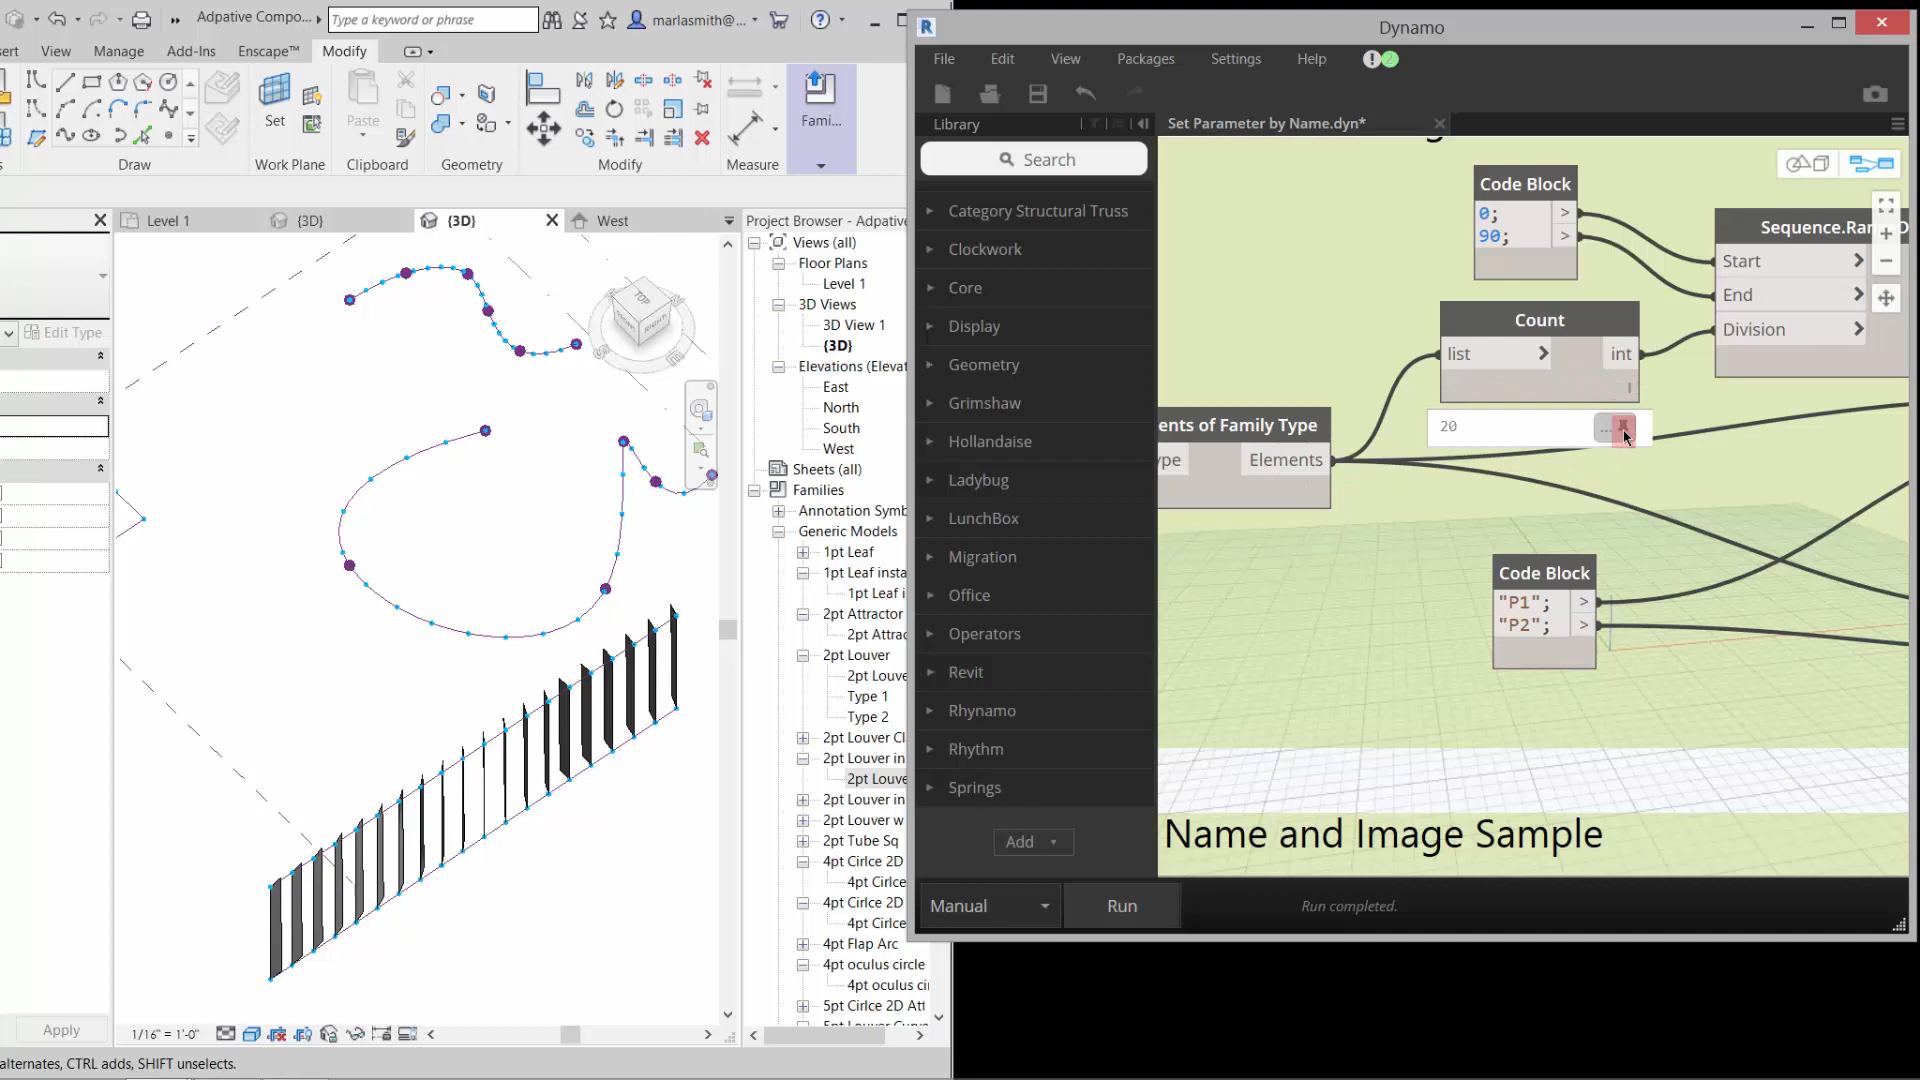 Adpative Compo...
Type a keyword or phrase
marlasmith@...
View
Manage
Add-Ins
Enscape™
Modify
Set
Paste
Fami...
Draw
Work Plane
Clipboard
Geometry
Modify
Measure
Level 1
{3D}
{3D}
West
Edit Type
Apply
TOP
RIGHT
Project Browser - Adpative
Views (all)
Floor Plans
Level 1
3D Views
3D View 1
{3D}
Elevations (Elevat
East
North
South
West
Sheets (all)
Families
Annotation Symb
Generic Models
1pt Leaf
1pt Leaf insta
1pt Leaf i
2pt Attractor
2pt Attrac
2pt Louver
2pt Louve
Type 1
Type 2
2pt Louver Cl
2pt Louver in
2pt Louve
2pt Louver in
2pt Louver w
2pt Tube Sq
4pt Cirlce 2D
4pt Cirlce
4pt Cirlce 2D
4pt Cirlce
4pt Flap Arc
4pt oculus circle
4pt oculus ci
5pt Cirlce 2D Att
1/16" = 1'-0"
alternates, CTRL adds, SHIFT unselects.
Dynamo
File
Edit
View
Packages
Settings
Help
2
Library
Set Parameter by Name.dyn*
Search
Category Structural Truss
Clockwork
Core
Display
Geometry
Grimshaw
Hollandaise
Ladybug
LunchBox
Migration
Office
Operators
Revit
Rhynamo
Rhythm
Springs
Add
Manual
Run
Run completed.
Code Block
0; >
90; >
Start >
End >
Division >
Count
list > int
20 ...
ents of Family Type
Elements
Code Block
"P1"; >
"P2"; >
Name and Image Sample